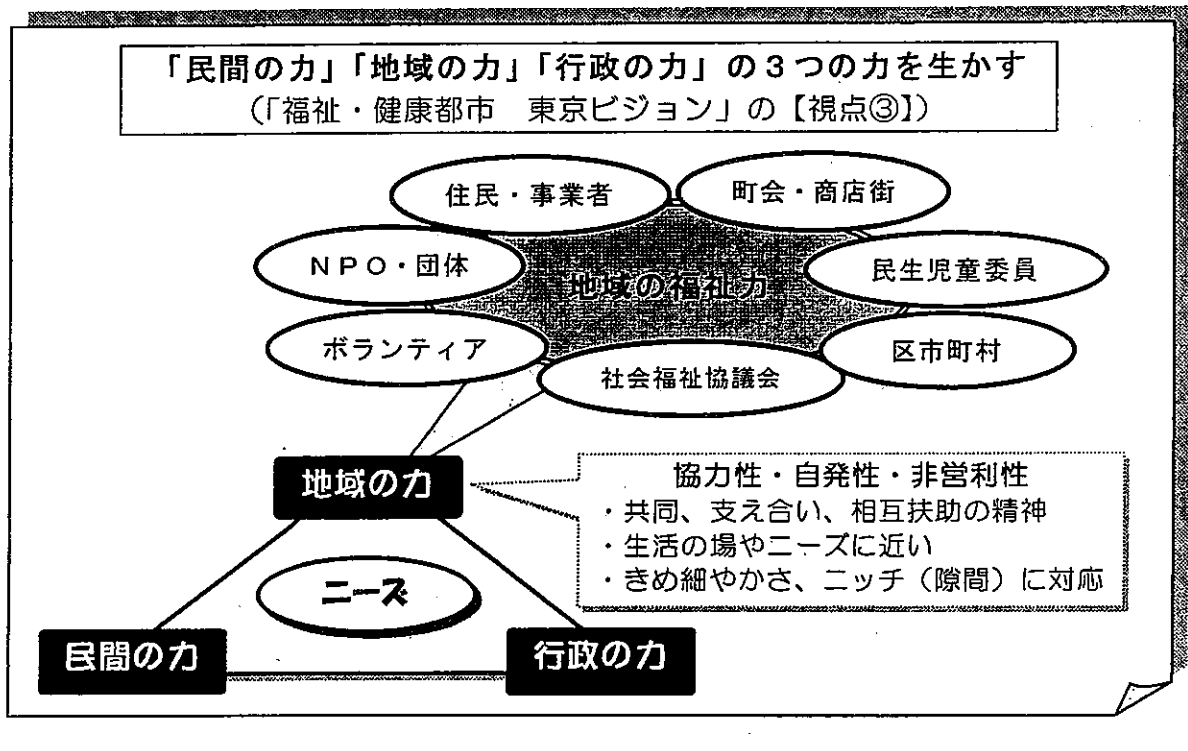 「民間の力」「地域の力」「行政の力」の3つの力を生かす
(「福祉・健康都市　東京ビジョン」の【視点③】)
住民・事業者
町会・商店街
NPO・団体
民生児童委員
地域の福祉力
ボランティア
区市町村
社会福祉協議会
地域の力
協力性・自発性・非営利性
・共同、支え合い、相互扶助の精神
・生活の場やニーズに近い
・きめ細やかさ、ニッチ（隙間）に対応
ニーズ
民間の力
行政の力